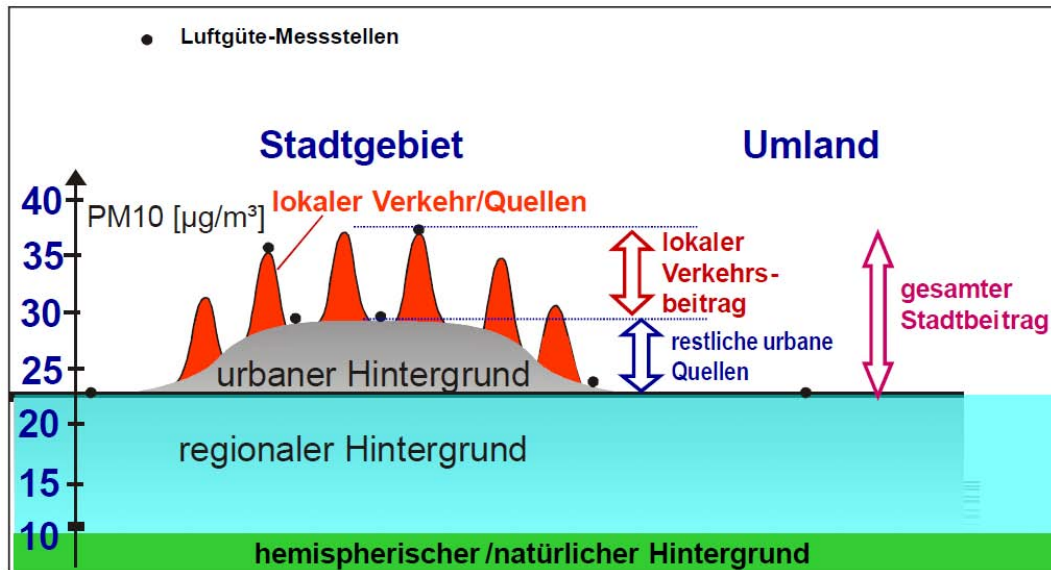 Luftgüte-Messstellen
Stadtgebiet
Umland
40
PM10 [µg/m³]
lokaler Verkehr/Quellen
35
lokaler
Verkehrs-
beitrag
gesamter
Stadtbeitrag
30
restliche urbane
Quellen
25
urbaner Hintergrund
20
regionaler Hintergrund
15
10
hemispherischer/natürlicher Hintergrund